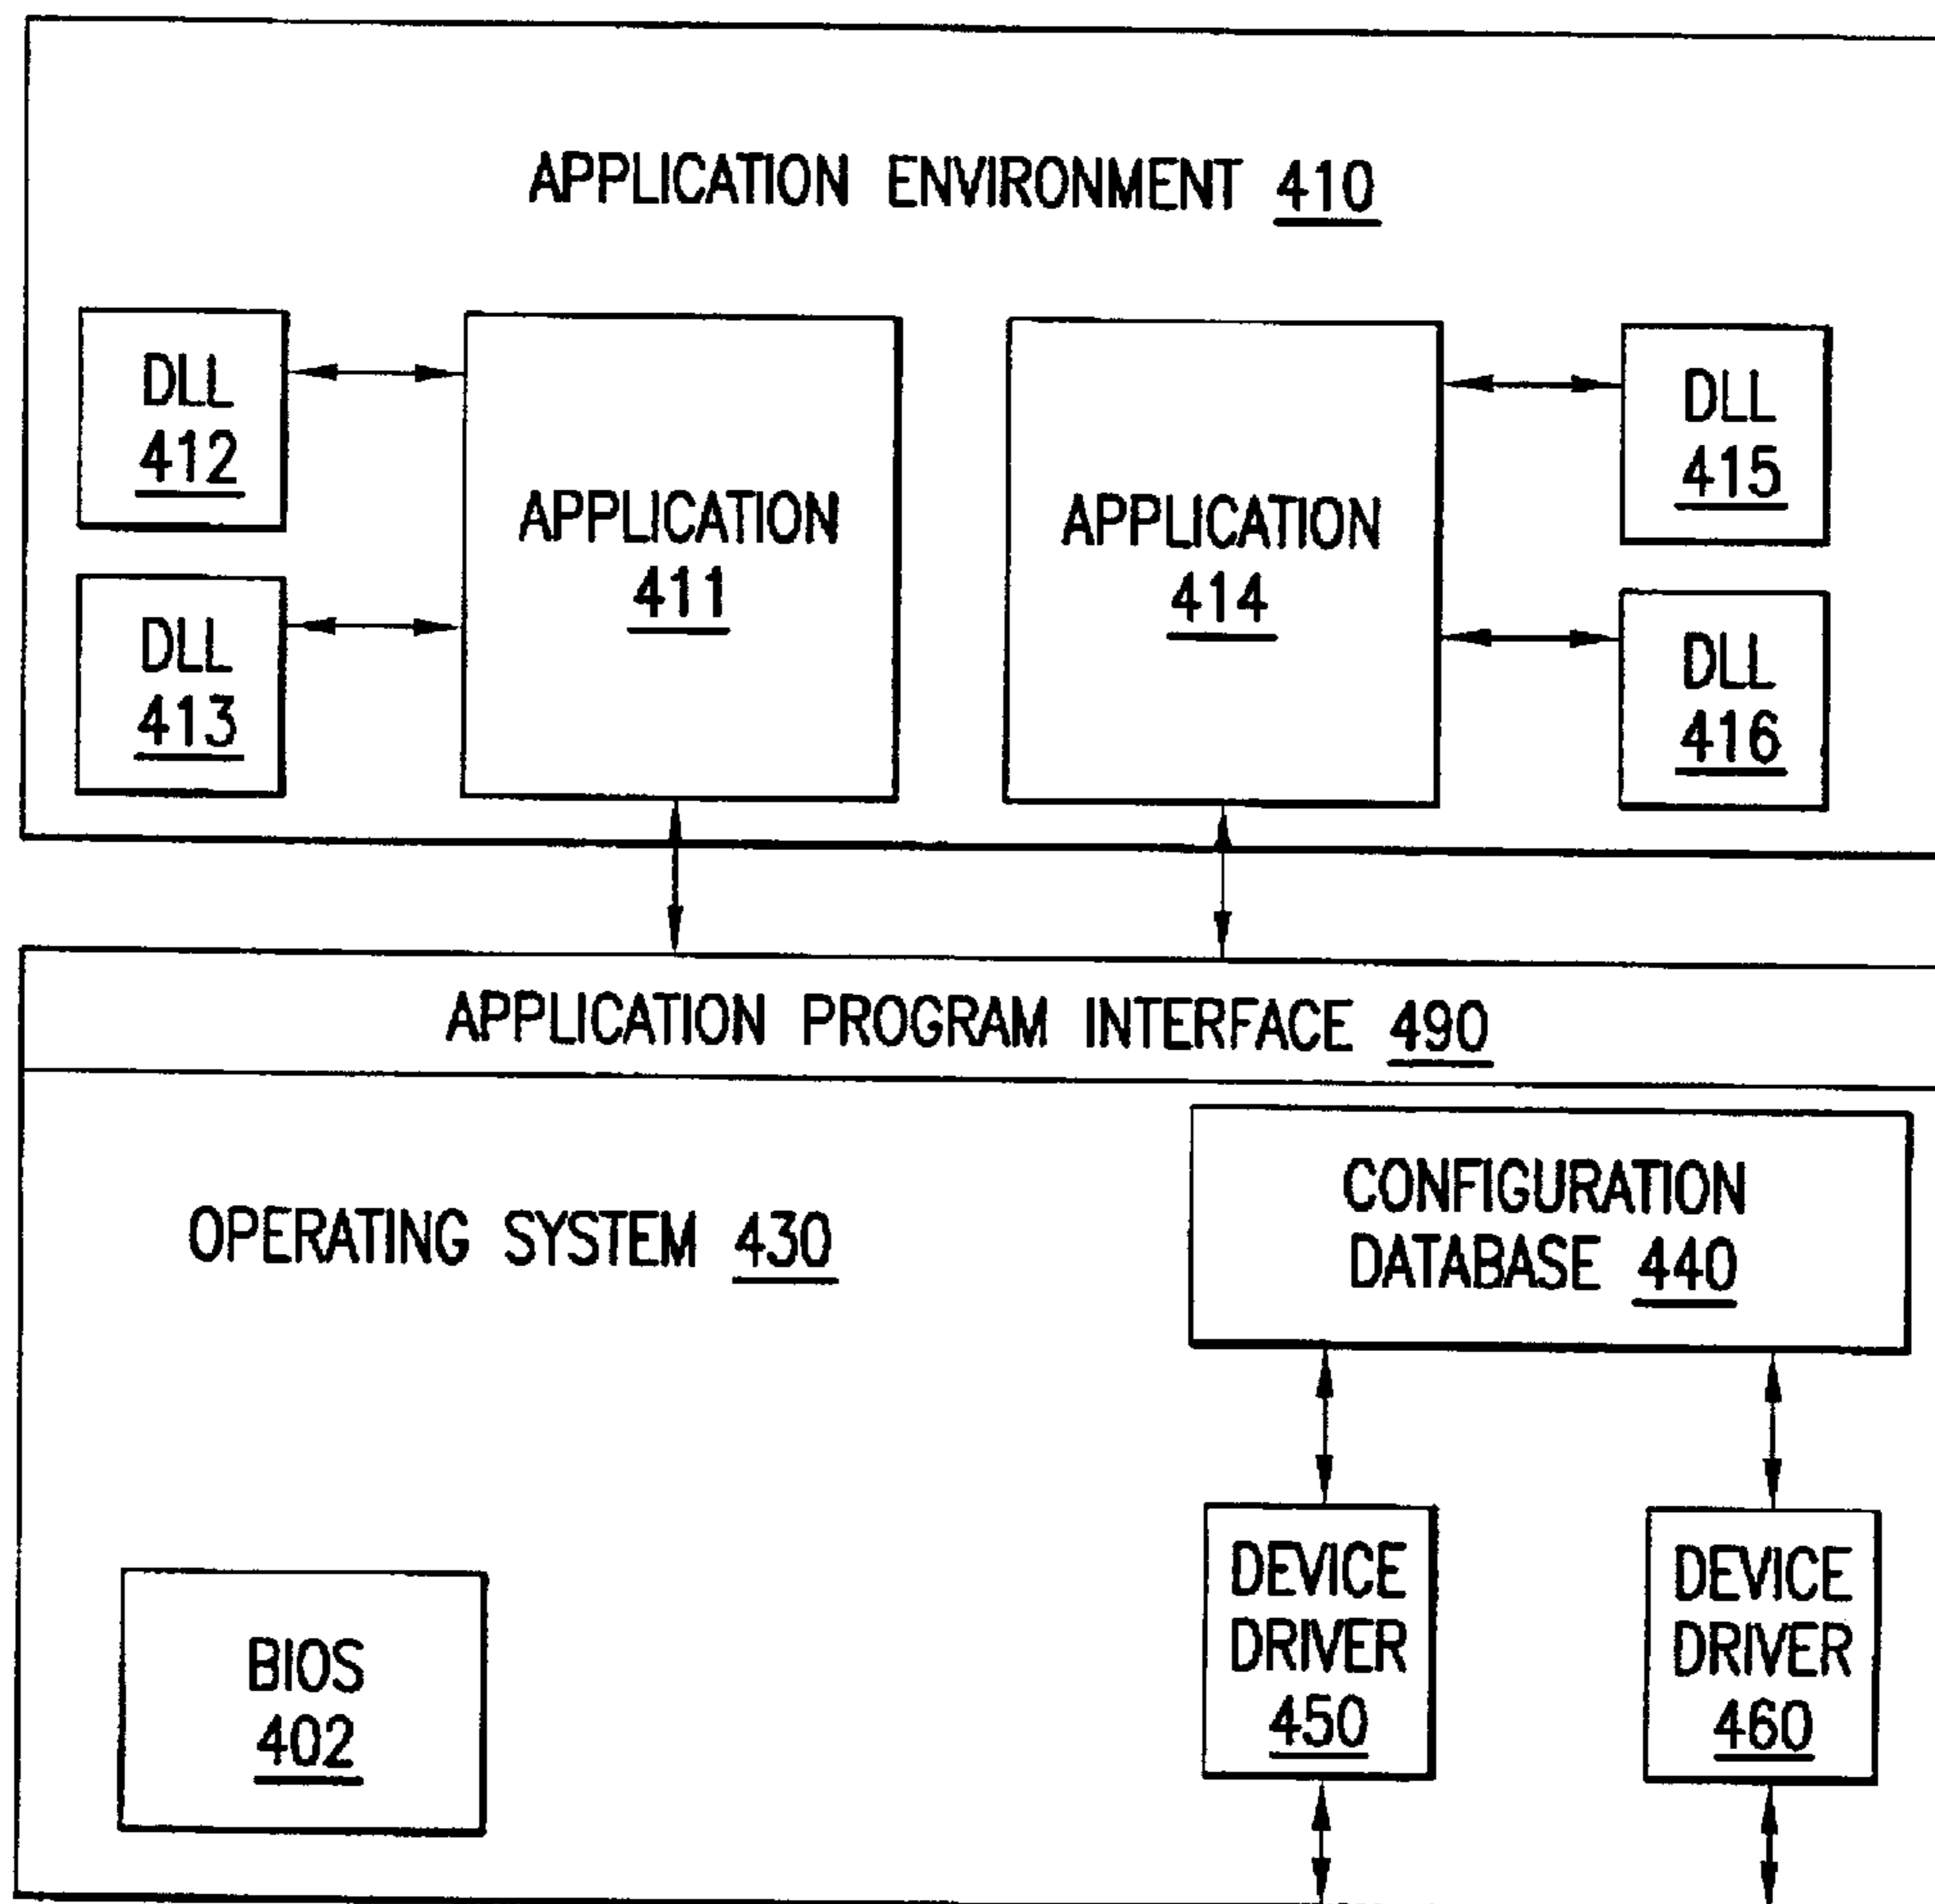 APPLICATION ENVIRONMENT 410
DLL
412
APPLICATION
411
DLL
413
APPLICATION
414
DLL
415
DLL
416
APPLICATION PROGRAM INTERFACE 490
OPERATING SYSTEM 430
CONFIGURATION
DATABASE 440
BIOS
402
DEVICE
DRIVER
450
DEVICE
DRIVER
460